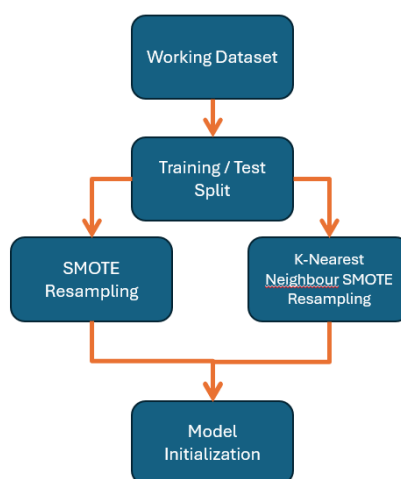 Working Dataset
Training / Test
Split
SMOTE
Resampling
K-Nearest
Neighbour SMOTE
Resampling
Model
Initialization